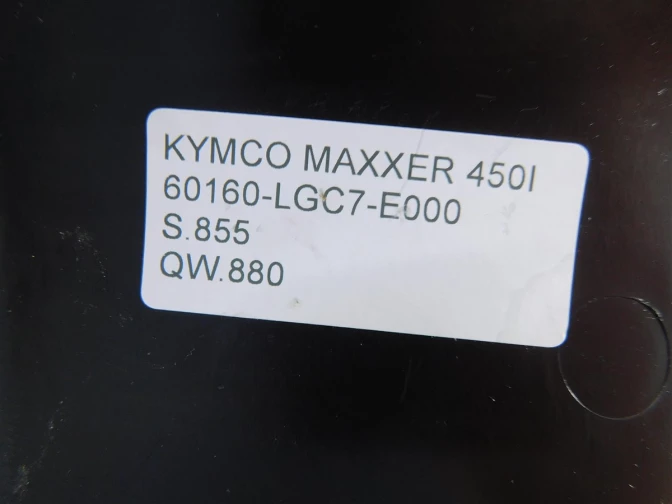 KYMCO MAXXER 450I
60160-LGC7-E000
S.855
QW.880